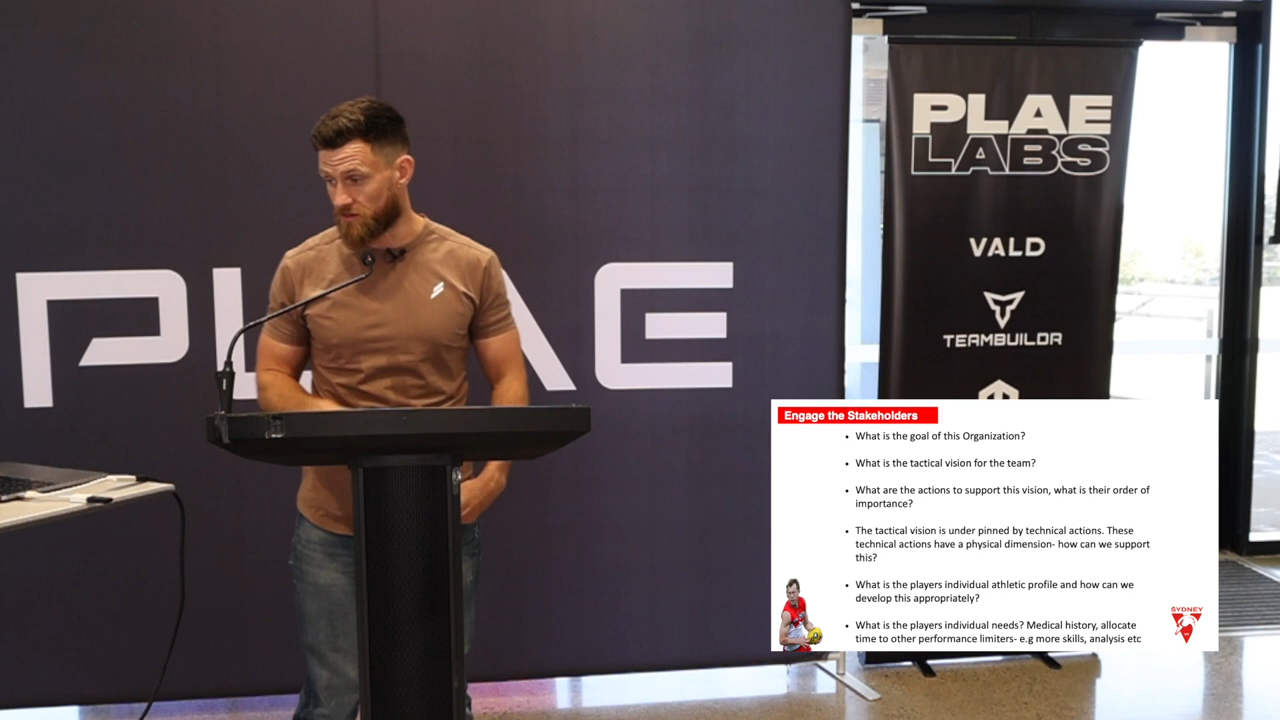 PLAE
PLAE
LABS
VALD
TEAMBUILDR
Engage the Stakeholders
• What is the goal of this Organization?
• What is the tactical vision for the team?
• What are the actions to support this vision, what is their order of
importance?
• The tactical vision is under pinned by technical actions. These
technical actions have a physical dimension- how can we support
this?
• What is the players individual athletic profile and how can we
develop this appropriately?
• What is the players individual needs? Medical history, allocate
time to other performance limiters- e.g more skills, analysis etc
SYDNEY